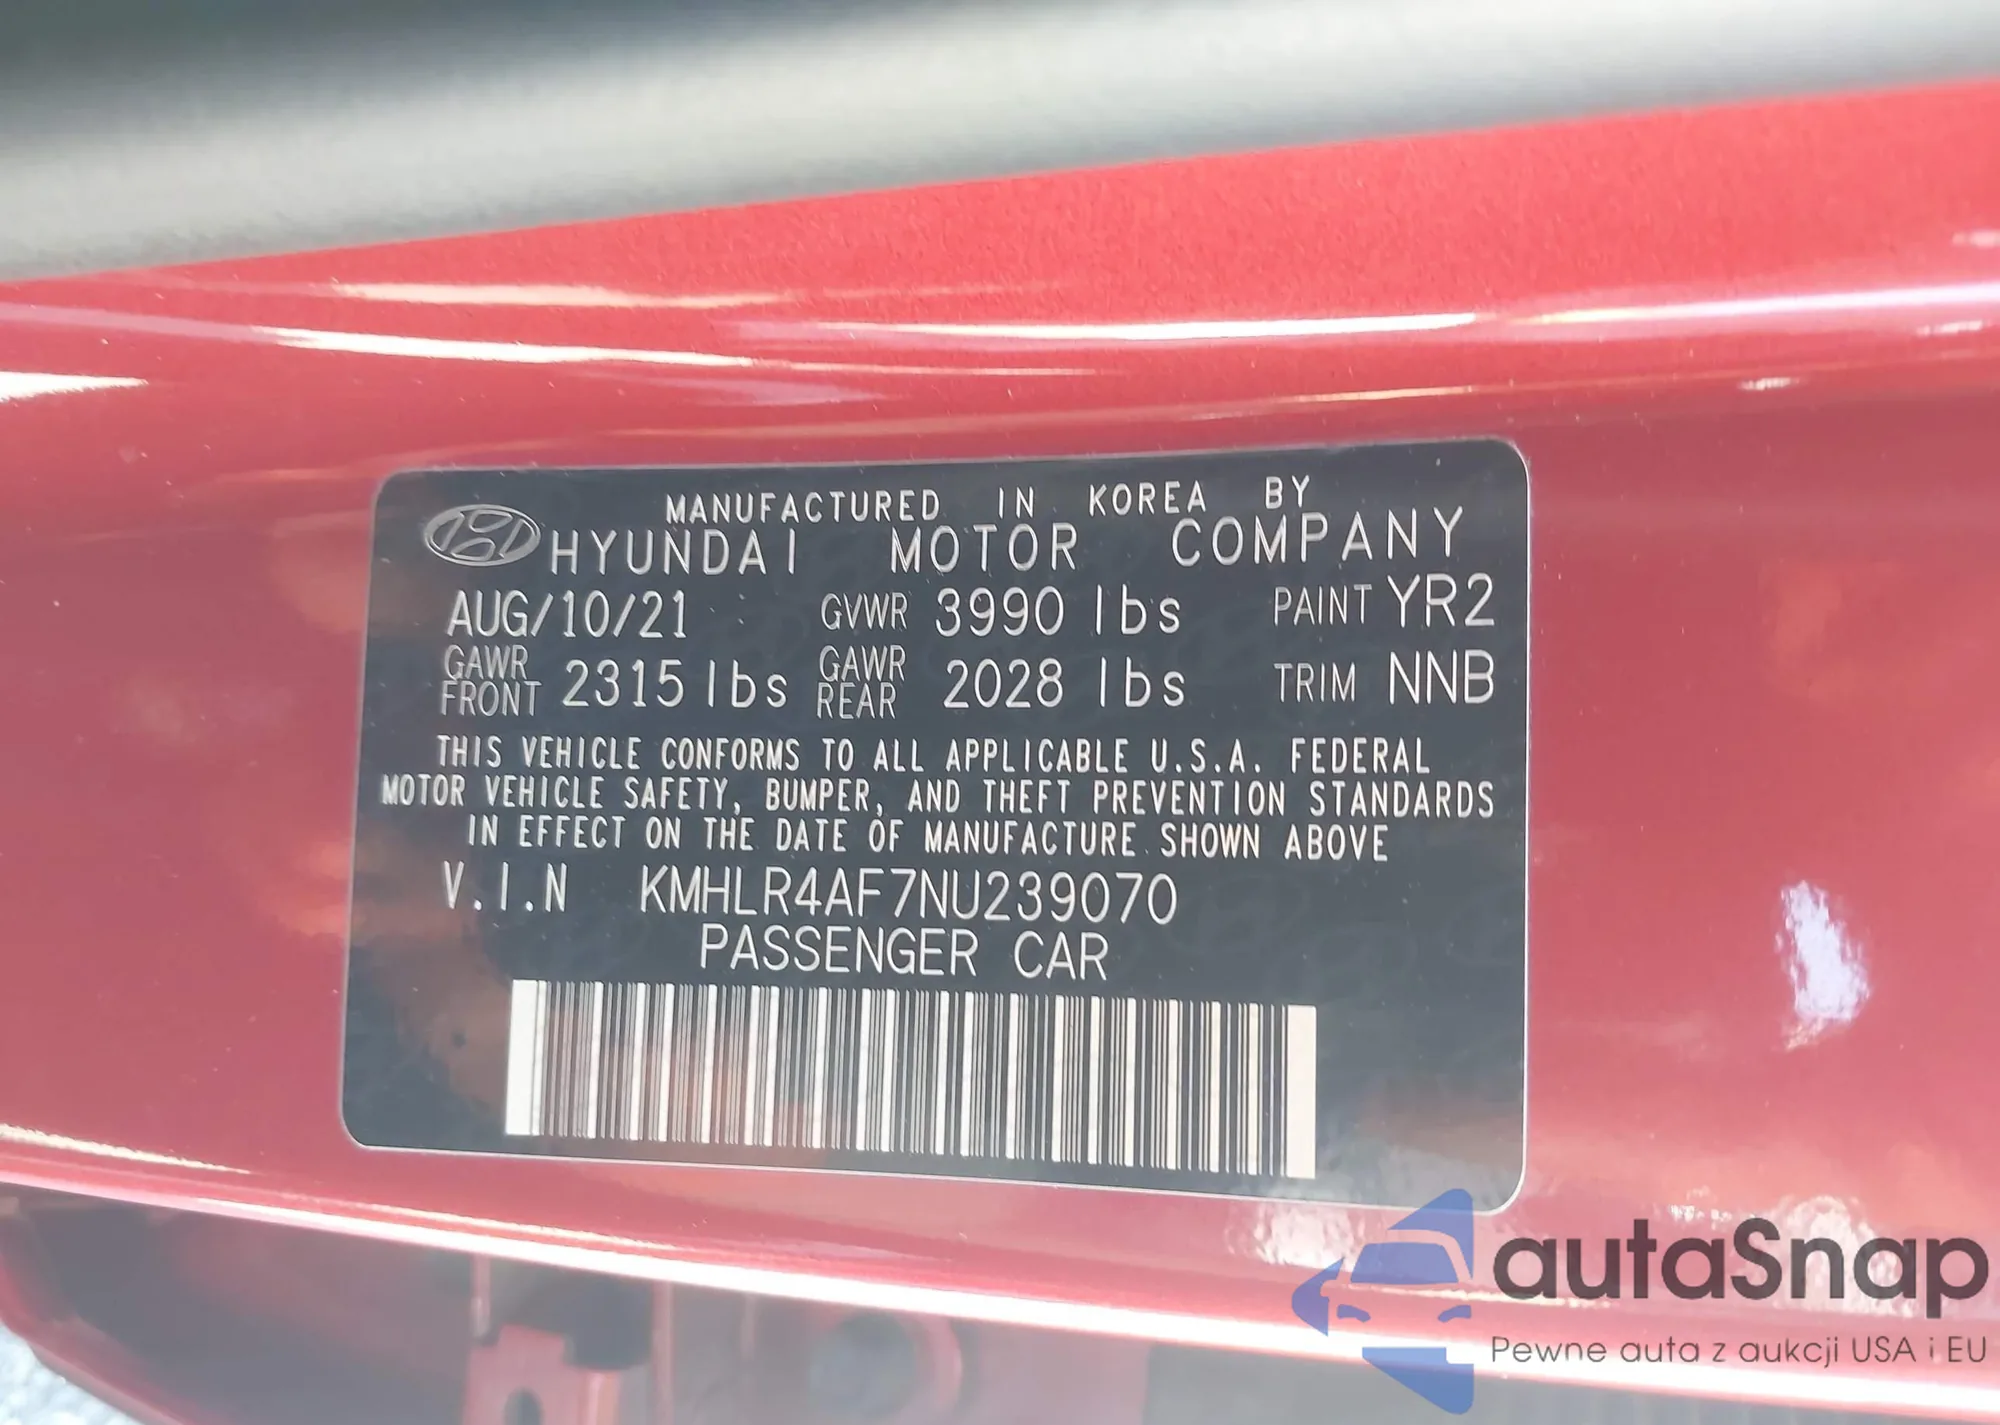 MANUFACTURED IN KOREA BY
HYUNDAI MOTOR COMPANY
AUG/10/21 GVWR 3990 lbs PAINT YR2
GAWR FRONT 2315 lbs GAWR REAR 2028 lbs TRIM NNB
THIS VEHICLE CONFORMS TO ALL APPLICABLE U.S.A. FEDERAL
MOTOR VEHICLE SAFETY, BUMPER, AND THEFT PREVENTION STANDARDS
IN EFFECT ON THE DATE OF MANUFACTURE SHOWN ABOVE
V.I.N KMHLR4AF7NU239070
PASSENGER CAR
autaSnap
Pewne auta z aukcji USA i EU